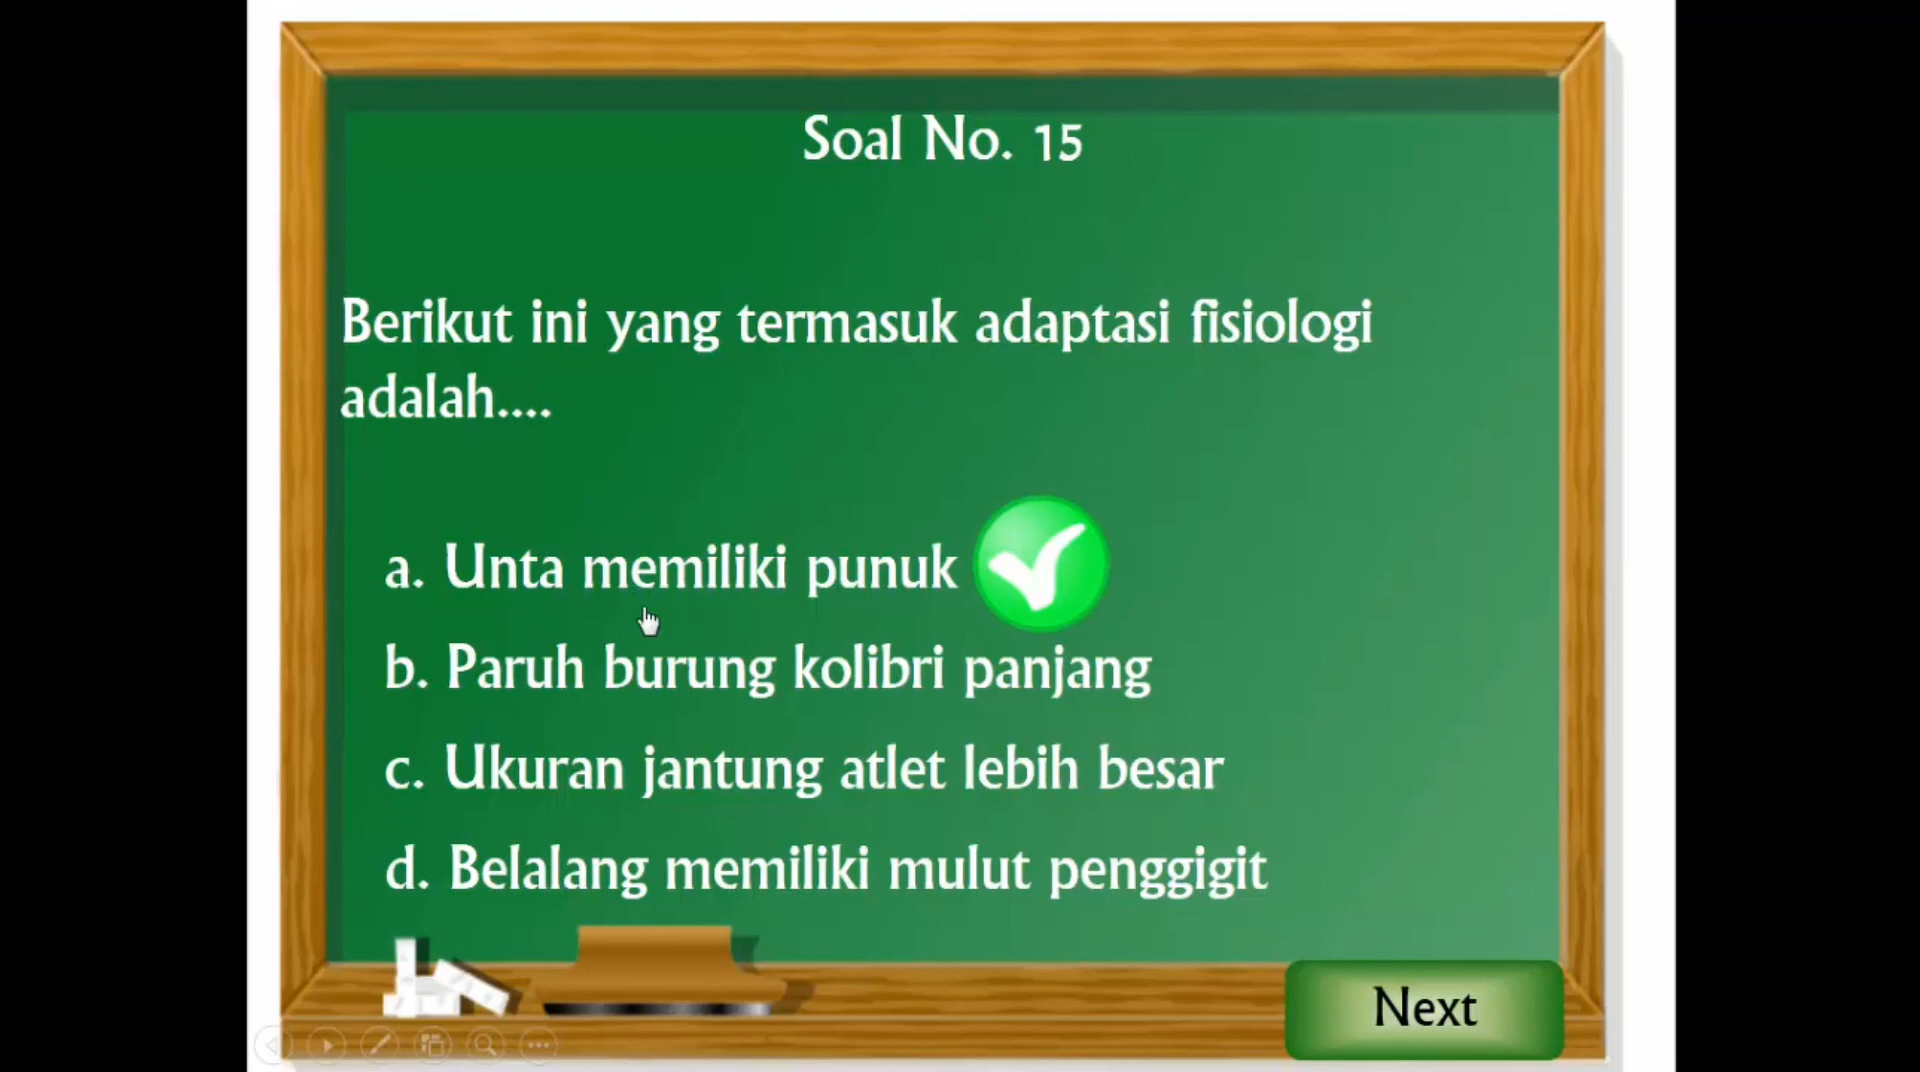 Soal No. 15
Berikut ini yang termasuk adaptasi fisiologi
adalah....
a. Unta memiliki punuk
b. Paruh burung kolibri panjang
c. Ukuran jantung atlet lebih besar
d. Belalang memiliki mulut penggigit
Next